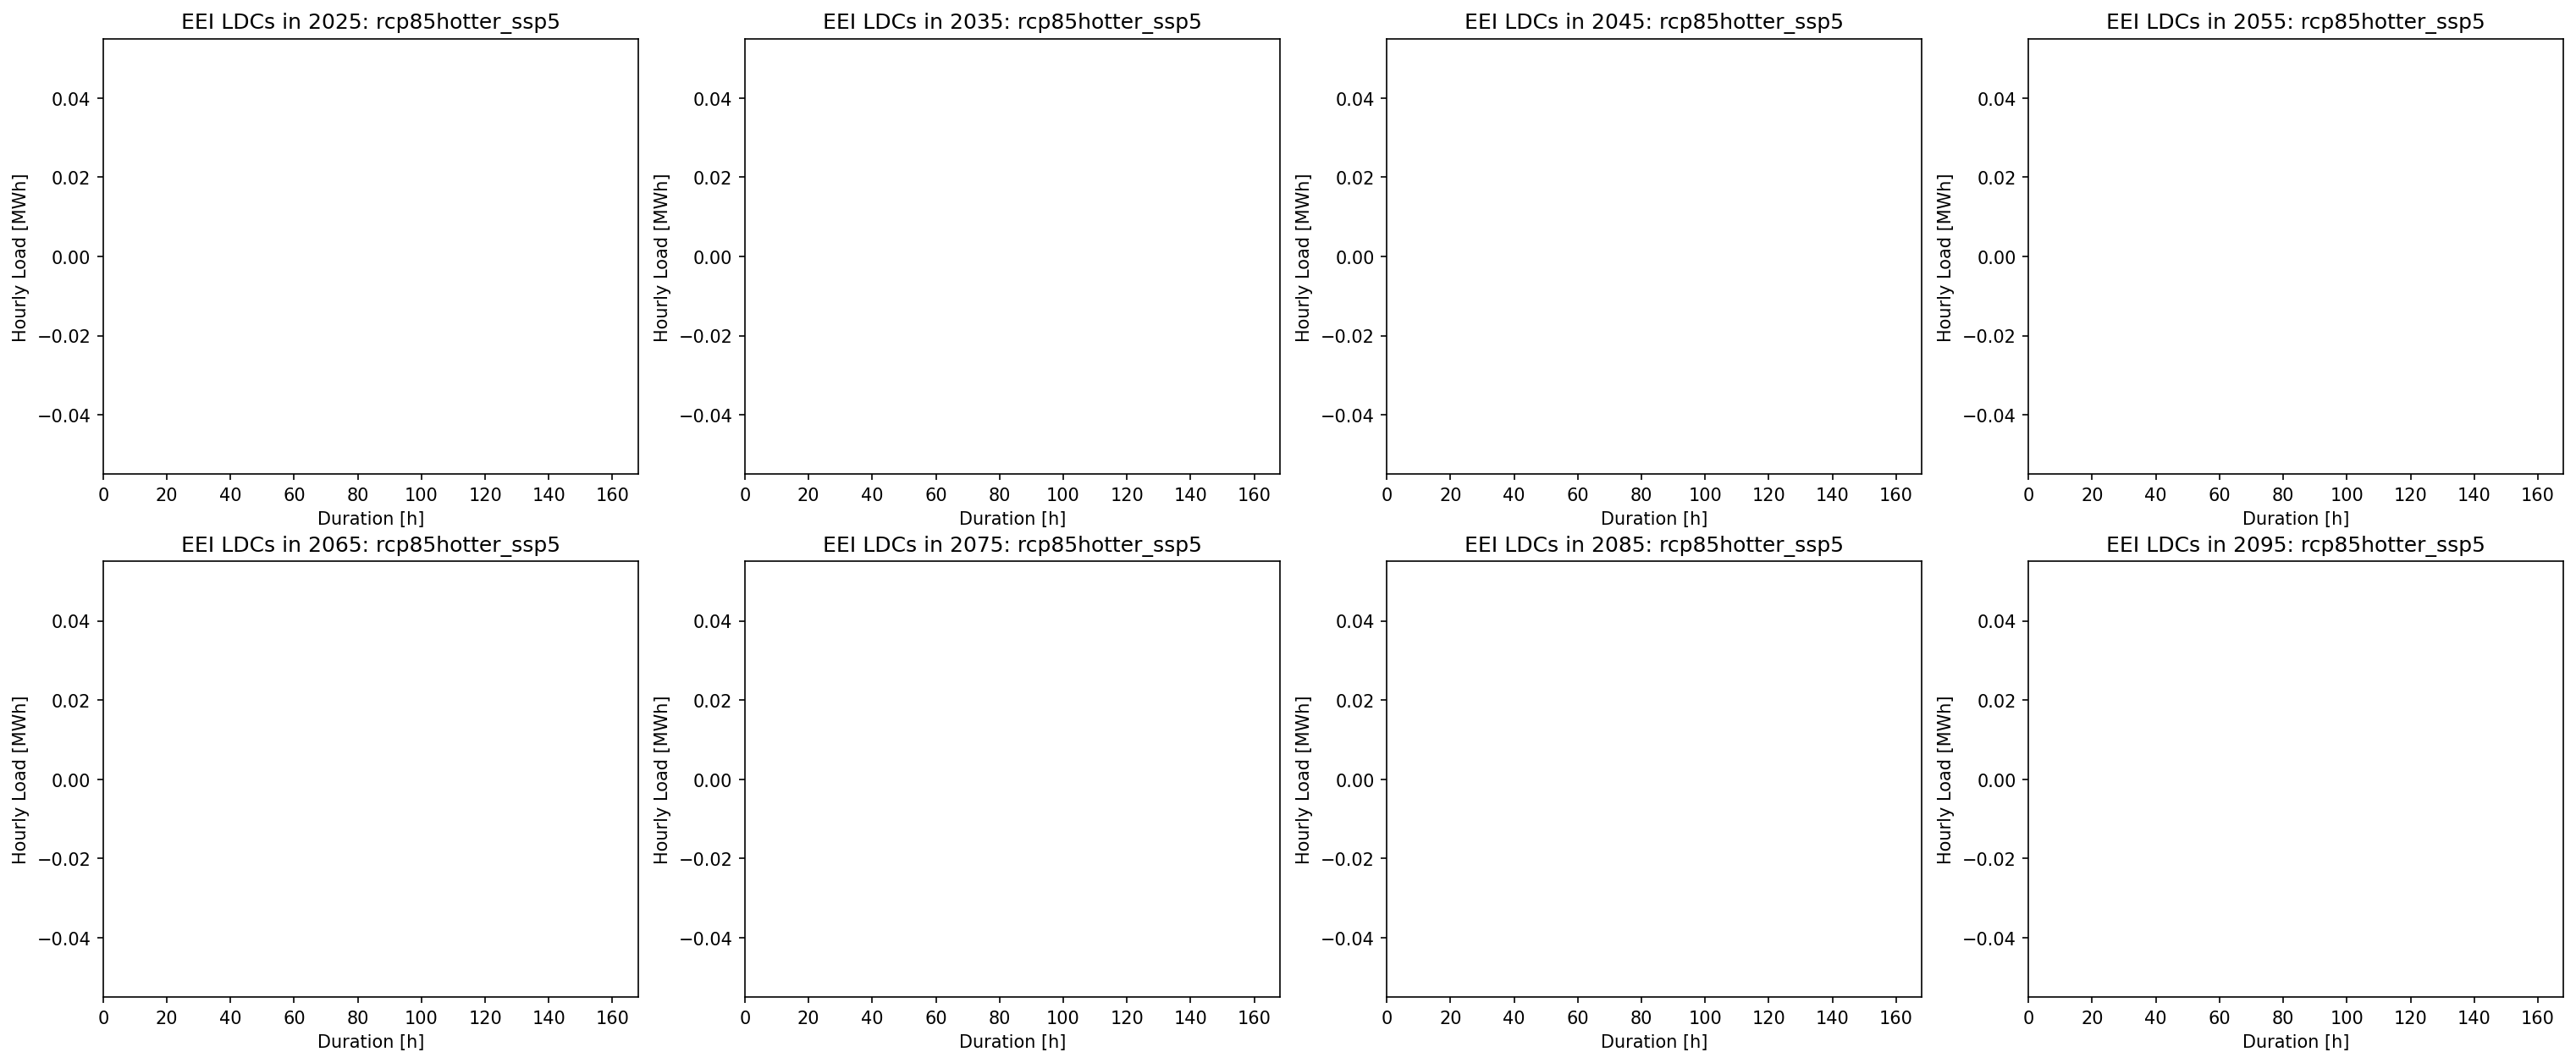 EEI LDCs in 2025: rcp85hotter_ssp5
EEI LDCs in 2035: rcp85hotter_ssp5
EEI LDCs in 2045: rcp85hotter_ssp5
EEI LDCs in 2055: rcp85hotter_ssp5
Hourly Load [MWh]
0.04
0.02
0.00
−0.02
−0.04
0 20 40 60 80 100 120 140 160
Duration [h]
Hourly Load [MWh]
0.04
0.02
0.00
−0.02
−0.04
0 20 40 60 80 100 120 140 160
Duration [h]
Hourly Load [MWh]
0.04
0.02
0.00
−0.02
−0.04
0 20 40 60 80 100 120 140 160
Duration [h]
Hourly Load [MWh]
0.04
0.02
0.00
−0.02
−0.04
0 20 40 60 80 100 120 140 160
Duration [h]
EEI LDCs in 2065: rcp85hotter_ssp5
EEI LDCs in 2075: rcp85hotter_ssp5
EEI LDCs in 2085: rcp85hotter_ssp5
EEI LDCs in 2095: rcp85hotter_ssp5
Hourly Load [MWh]
0.04
0.02
0.00
−0.02
−0.04
0 20 40 60 80 100 120 140 160
Duration [h]
Hourly Load [MWh]
0.04
0.02
0.00
−0.02
−0.04
0 20 40 60 80 100 120 140 160
Duration [h]
Hourly Load [MWh]
0.04
0.02
0.00
−0.02
−0.04
0 20 40 60 80 100 120 140 160
Duration [h]
Hourly Load [MWh]
0.04
0.02
0.00
−0.02
−0.04
0 20 40 60 80 100 120 140 160
Duration [h]